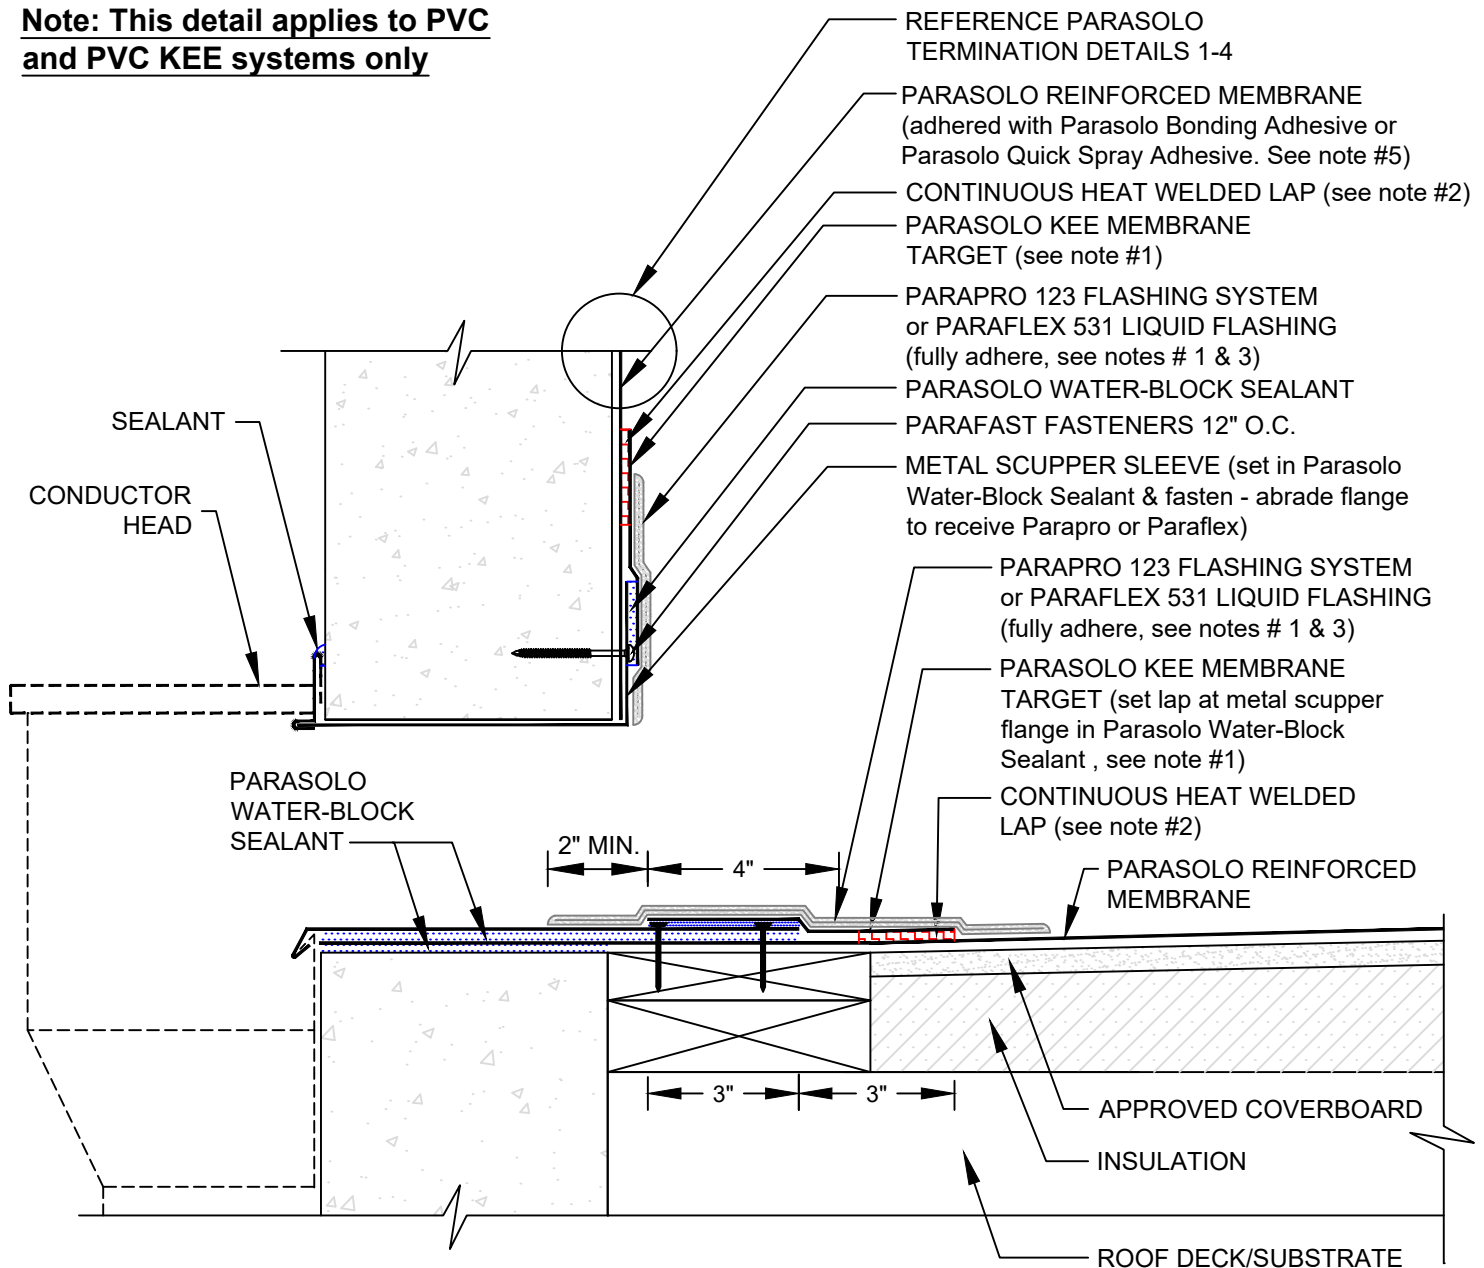 Note: This detail applies to PVC
and PVC KEE systems only
REFERENCE PARASOLO
TERMINATION DETAILS 1-4
PARASOLO REINFORCED MEMBRANE
(adhered with Parasolo Bonding Adhesive or
Parasolo Quick Spray Adhesive. See note #5)
CONTINUOUS HEAT WELDED LAP (see note #2)
PARASOLO KEE MEMBRANE
TARGET (see note #1)
PARAPRO 123 FLASHING SYSTEM
or PARAFLEX 531 LIQUID FLASHING
(fully adhere, see notes # 1 & 3)
PARASOLO WATER-BLOCK SEALANT
PARAFAST FASTENERS 12" O.C.
METAL SCUPPER SLEEVE (set in Parasolo
Water-Block Sealant & fasten - abrade flange
to receive Parapro or Paraflex)
SEALANT
CONDUCTOR
HEAD
PARAPRO 123 FLASHING SYSTEM
or PARAFLEX 531 LIQUID FLASHING
(fully adhere, see notes # 1 & 3)
PARASOLO KEE MEMBRANE
TARGET (set lap at metal scupper
flange in Parasolo Water-Block
Sealant , see note #1)
CONTINUOUS HEAT WELDED
LAP (see note #2)
PARASOLO REINFORCED
MEMBRANE
PARASOLO
WATER-BLOCK
SEALANT
2" MIN.
4"
3"
3"
APPROVED COVERBOARD
INSULATION
ROOF DECK/SUBSTRATE